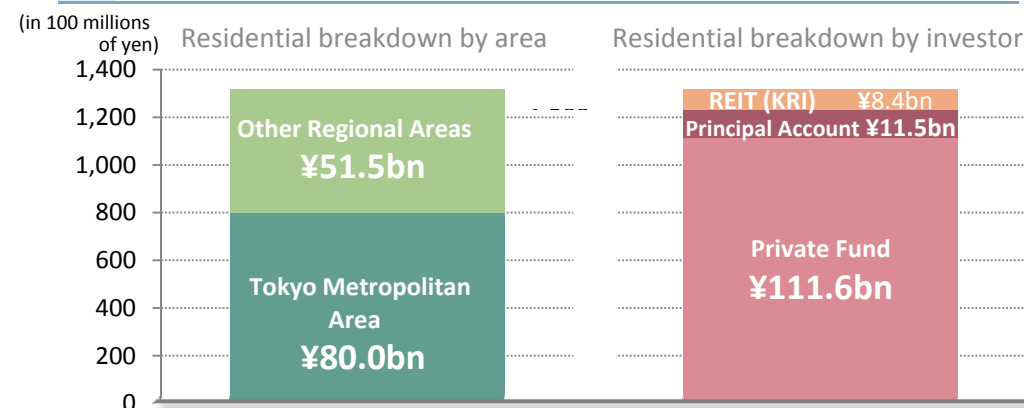 (in 100 millions
of yen)
Residential breakdown by area
Residential breakdown by investor
1,400
1,200
1,000
800
600
400
200
0
Other Regional Areas
¥51.5bn
Tokyo Metropolitan
Area
¥80.0bn
REIT (KRI) ¥8.4bn
Principal Account ¥11.5bn
Private Fund
¥111.6bn